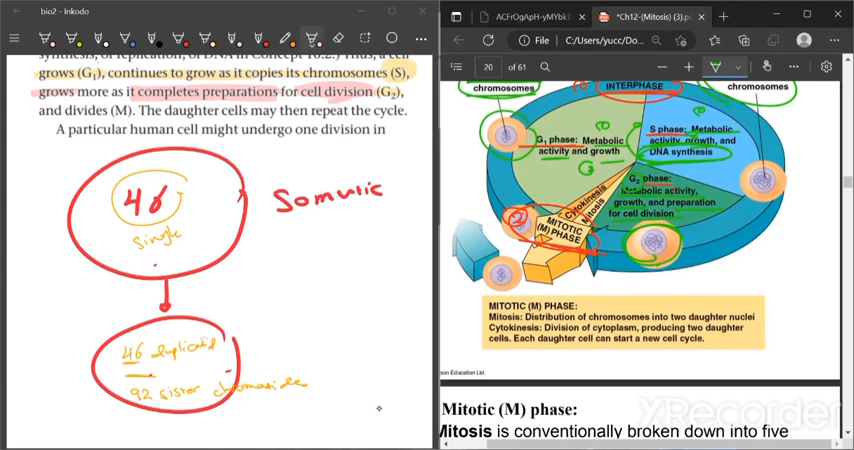 bio2 - Inkodo
synthesis, or replication, of DNA in Concept 16.2.) Thus, a cell
grows (G1), continues to grow as it copies its chromosomes (S),
grows more as it completes preparations for cell division (G2),
and divides (M). The daughter cells may then repeat the cycle.
A particular human cell might undergo one division in
46
single
Somutic
46 duplicated
92 sister chromatids
ACFrOgApH-yMYbkI
*Ch12-(Mitosis) (3).p
File
C:/Users/yucc/Do...
20 of 61
INTERPHASE
chromosomes
chromosomes
G1 phase: Metabolic
activity and growth
S phase: Metabolic
activity, growth, and
DNA synthesis
G2 phase:
Metabolic activity,
growth, and preparation
for cell division
Cytokinesis
Mitosis
2
MITOTIC
(M) PHASE
MITOTIC (M) PHASE:
Mitosis: Distribution of chromosomes into two daughter nuclei
Cytokinesis: Division of cytoplasm, producing two daughter
cells. Each daughter cell can start a new cell cycle.
son Education Ltd.
Mitotic (M) phase:
Mitosis is conventionally broken down into five
XRecorder